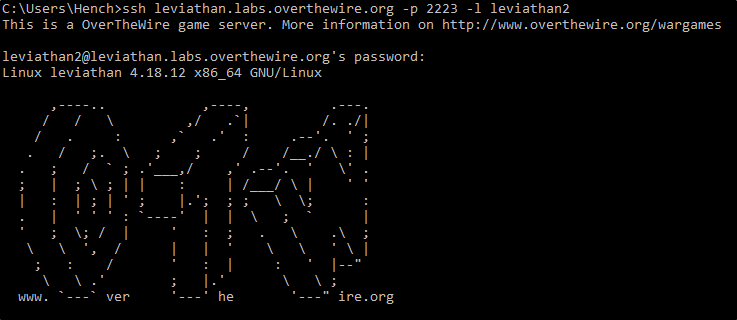 C:\Users\Hench>ssh leviathan.labs.overthewire.org -p 2223 -l leviathan2
This is a OverTheWire game server. More information on http://www.overthewire.org/wargames
leviathan2@leviathan.labs.overthewire.org's password:
Linux leviathan 4.18.12 x86_64 GNU/Linux
www. ver he ire.org